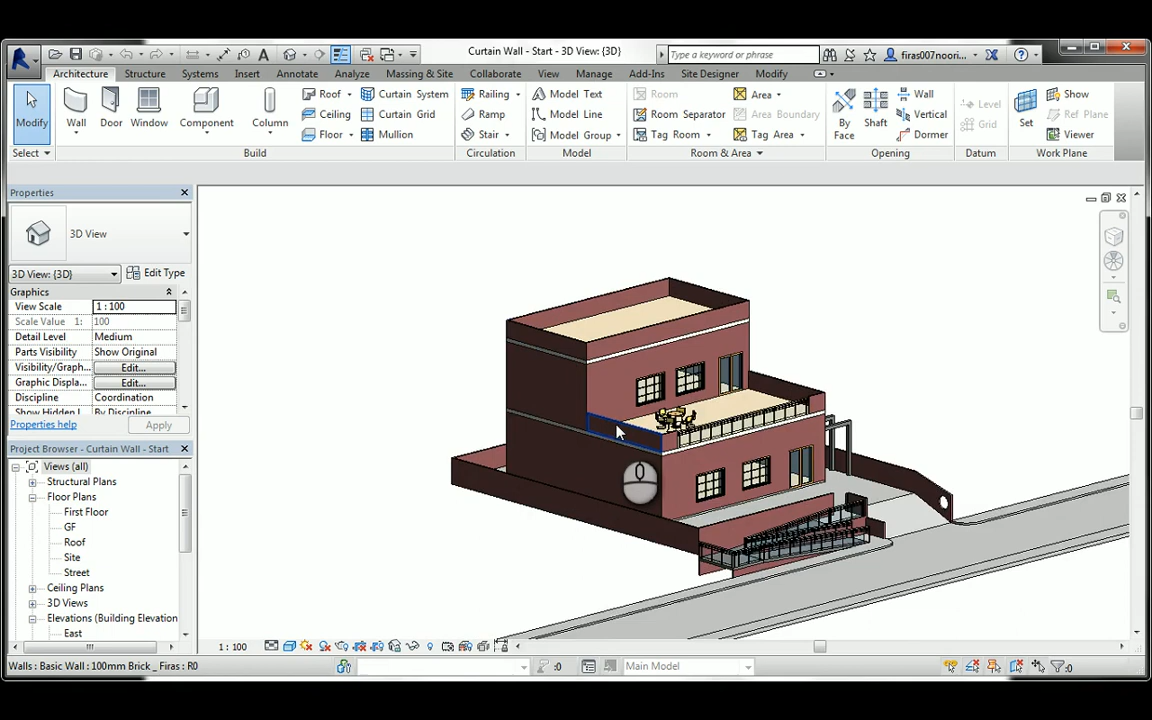 Curtain Wall - Start - 3D View: {3D}
Type a keyword or phrase
firas007noori...
Architecture Structure Systems Insert Annotate Analyze Massing & Site Collaborate View Manage Add-Ins Site Designer Modify
Modify
Wall
Door
Window
Component
Column
Roof
Ceiling
Floor
Curtain System
Curtain Grid
Mullion
Railing
Ramp
Stair
Model Text
Model Line
Model Group
Room
Room Separator
Tag Room
Area
Area Boundary
Tag Area
By
Face
Shaft
Wall
Vertical
Dormer
Level
Grid
Set
Show
Ref Plane
Viewer
Select
Build
Circulation
Model
Room & Area
Opening
Datum
Work Plane
Properties
3D View
3D View: {3D}
Edit Type
Graphics
View Scale 1 : 100
Scale Value 1: 100
Detail Level Medium
Parts Visibility Show Original
Visibility/Graph... Edit...
Graphic Displa... Edit...
Discipline Coordination
Show Hidden L... By Discipline
Properties help
Apply
Project Browser - Curtain Wall - Start
Views (all)
Structural Plans
Floor Plans
First Floor
GF
Roof
Site
Street
Ceiling Plans
3D Views
Elevations (Building Elevation
East
1 : 100
Walls : Basic Wall : 100mm Brick _ Firas : R0
:0
Main Model
:0